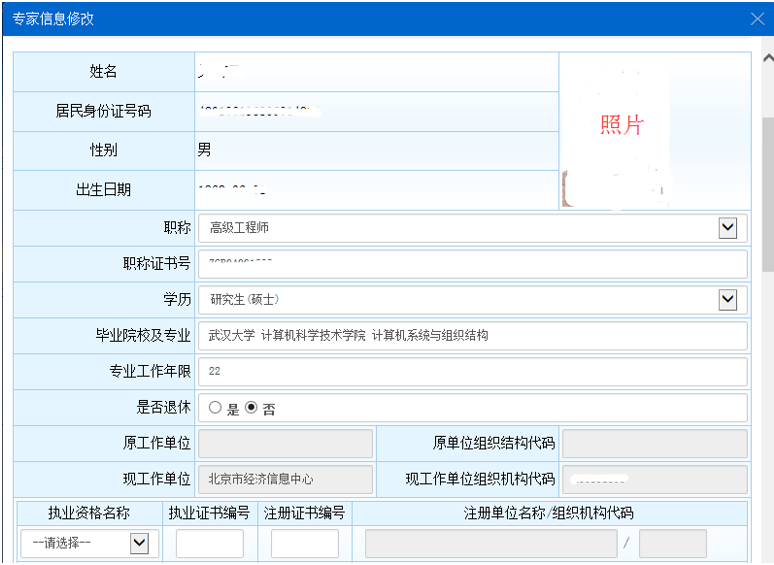 专家信息修改
姓名
居民身份证号码
照片
性别 男
出生日期
职称 高级工程师
职称证书号
学历 研究生(硕士)
毕业院校及专业 武汉大学 计算机科学技术学院 计算机系统与组织结构
专业工作年限 22
是否退休 是 否
原工作单位 原单位组织结构代码
现工作单位 北京市经济信息中心 现工作单位组织机构代码
执业资格名称 执业证书编号 注册证书编号 注册单位名称/组织机构代码
--请选择-- /